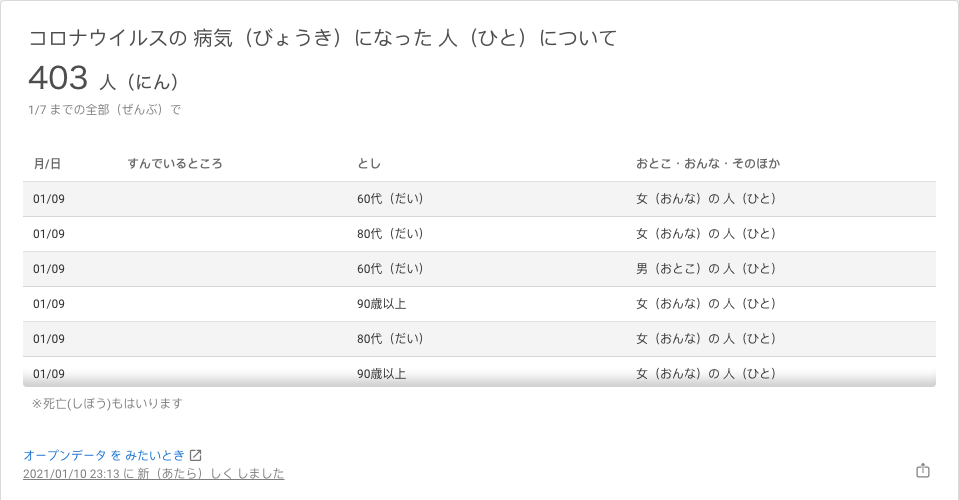 コロナウイルスの 病気（びょうき）になった 人（ひと）について
403 人（にん）
1/7 までの全部（ぜんぶ）で
月/日 すんでいるところ とし おとこ・おんな・そのほか
01/09 60代（だい） 女（おんな）の 人（ひと）
01/09 80代（だい） 女（おんな）の 人（ひと）
01/09 60代（だい） 男（おとこ）の 人（ひと）
01/09 90歳以上 女（おんな）の 人（ひと）
01/09 80代（だい） 女（おんな）の 人（ひと）
01/09 90歳以上 女（おんな）の 人（ひと）
※死亡(しぼう)もはいります
オープンデータ を みたいとき
2021/01/10 23:13 に 新（あたら）しく しました